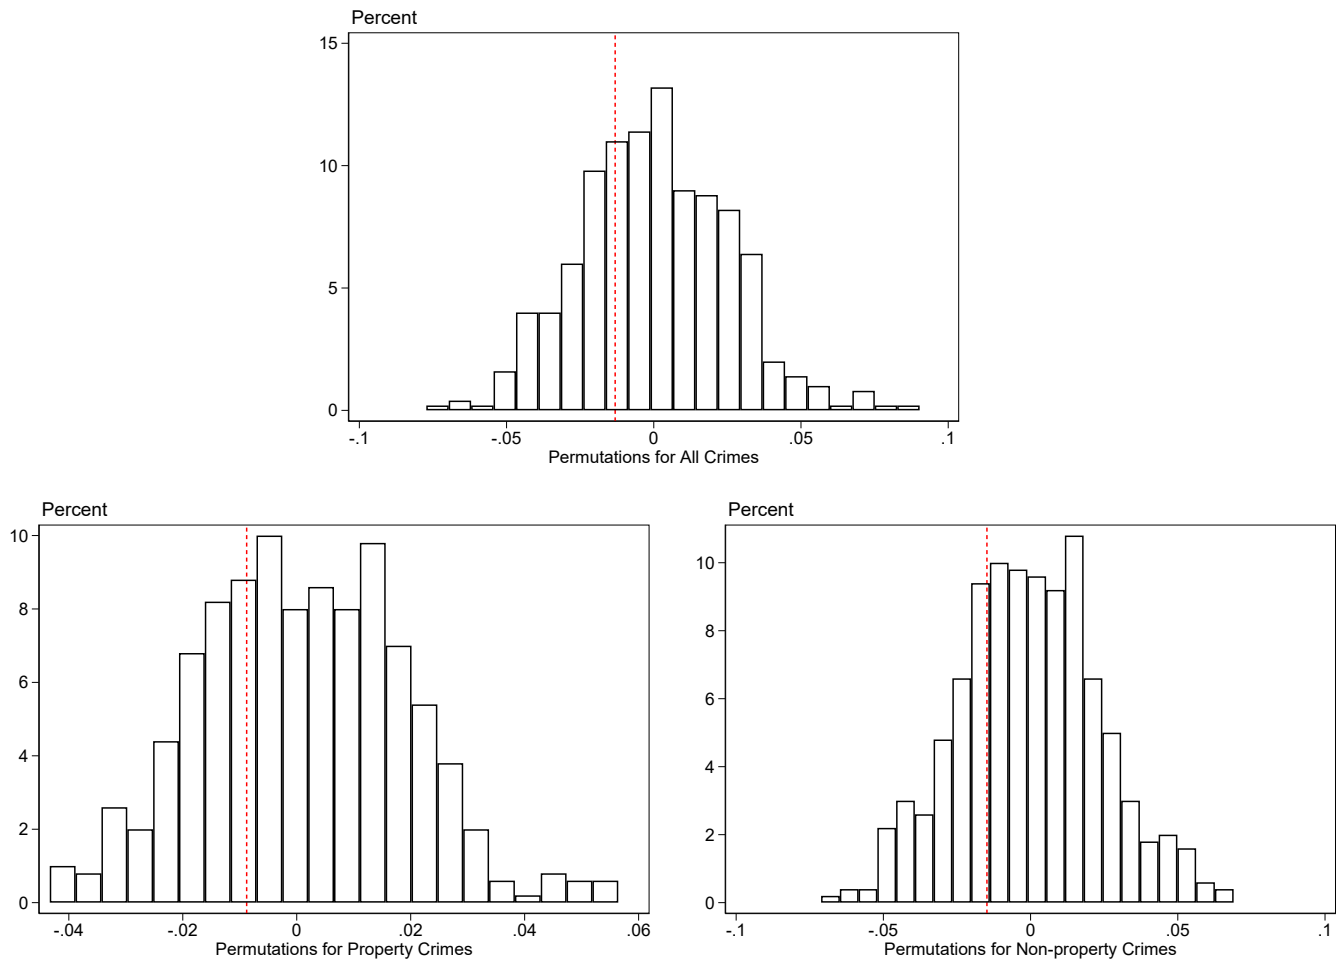 Percent
15
10
5
0
-.1 -.05 0 .05 .1
Permutations for All Crimes
Percent
10
8
6
4
2
0
-.04 -.02 0 .02 .04 .06
Permutations for Property Crimes
Percent
10
8
6
4
2
0
-.1 -.05 0 .05 .1
Permutations for Non-property Crimes